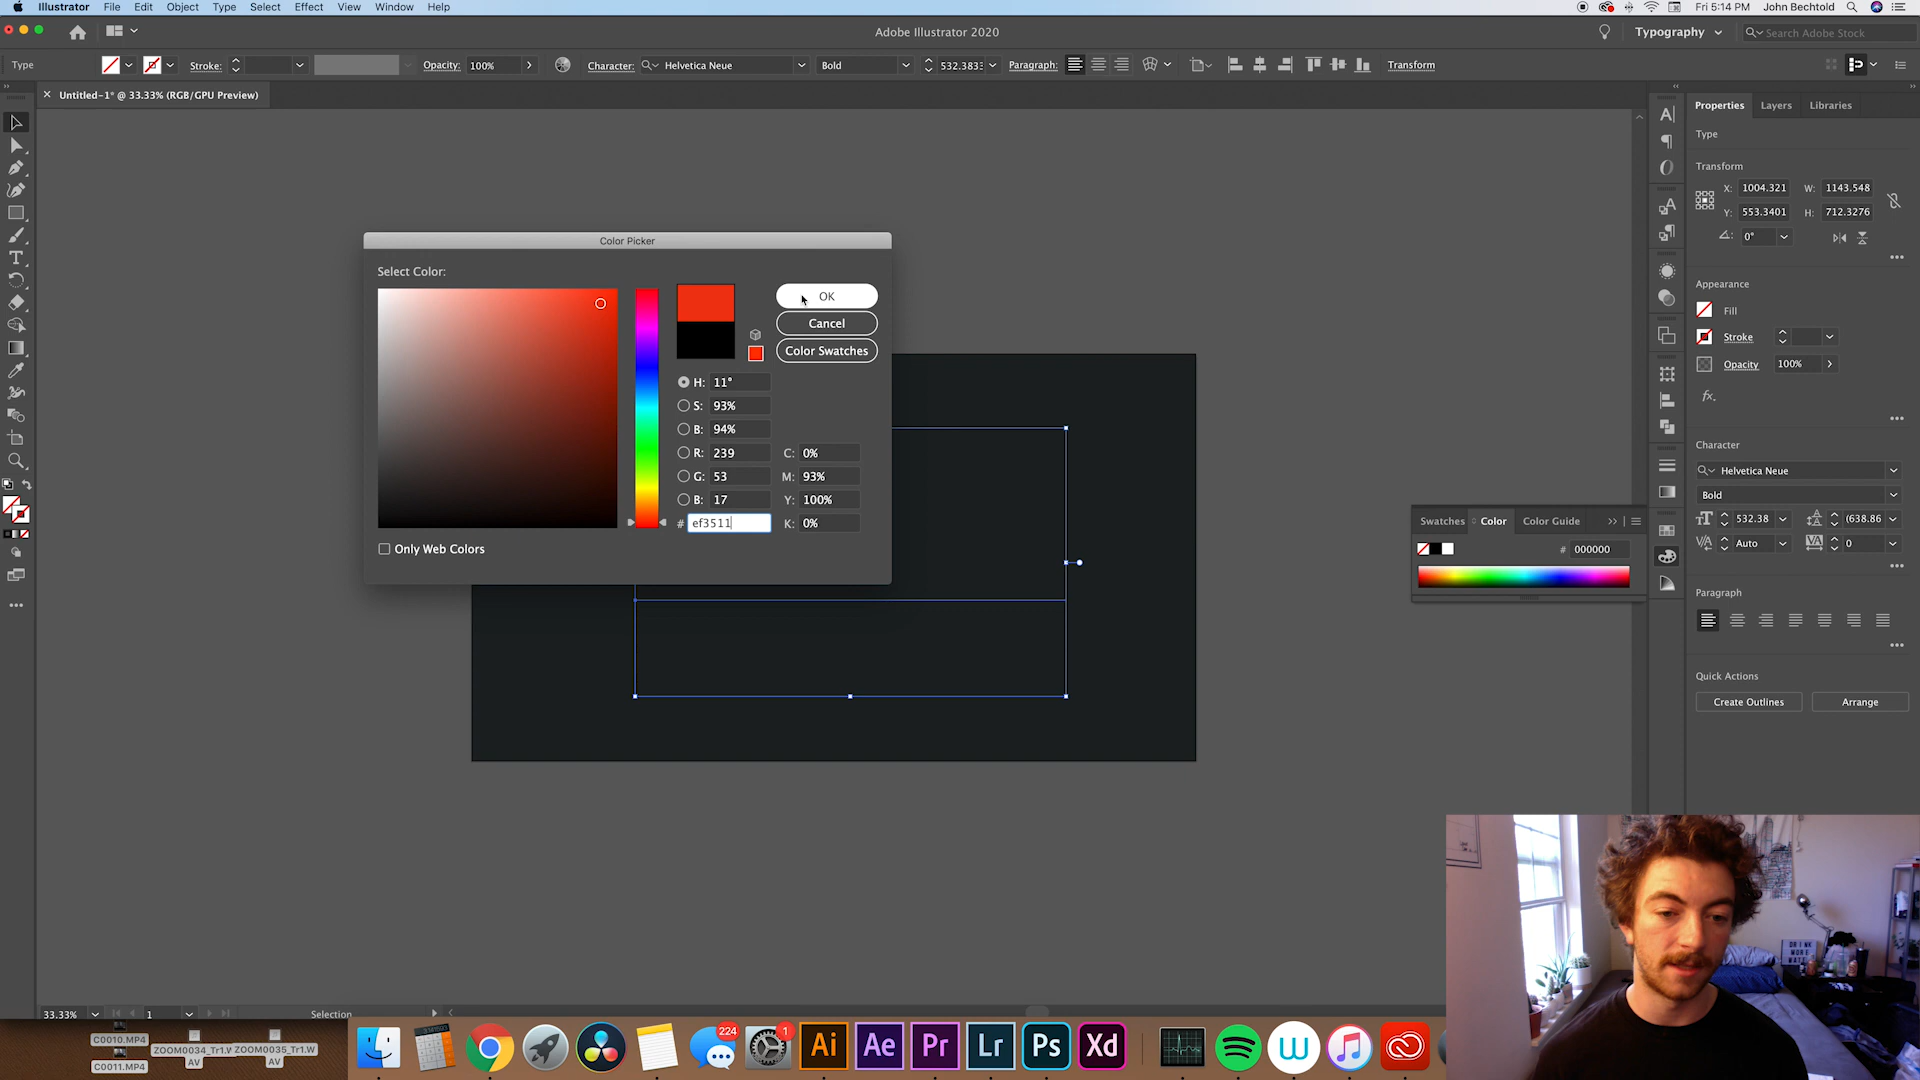 Illustrator File Edit Object Type Select Effect View Window Help
Fri 5:14 PM John Bechtold
Adobe Illustrator 2020
Typography
Search Adobe Stock
Type
Stroke:
Opacity: 100%
Character: Helvetica Neue
Bold
532.383
Paragraph:
Transform
Untitled-1* @ 33.33% (RGB/GPU Preview)
Properties Layers Libraries
Type
Transform
X: 1004.321 W: 1143.548
Y: 553.3401 H: 712.3276
0°
Appearance
Fill
Stroke
Opacity 100%
fx.
Character
Helvetica Neue
Bold
532.38 (638.86
Auto 0
Paragraph
Quick Actions
Create Outlines Arrange
Color Picker
Select Color:
OK
Cancel
Color Swatches
H: 11°
S: 93%
B: 94%
R: 239 C: 0%
G: 53 M: 93%
B: 17 Y: 100%
# ef3511 K: 0%
Only Web Colors
Swatches Color Color Guide
# 000000
33.33% 1 Selection
C0010.MP4
C0011.MP4
ZOOM0034_Tr1.W
AV
ZOOM0035_Tr1.W
AV
224
1
Ai Ae Pr Lr Ps Xd
DRINK
MORE